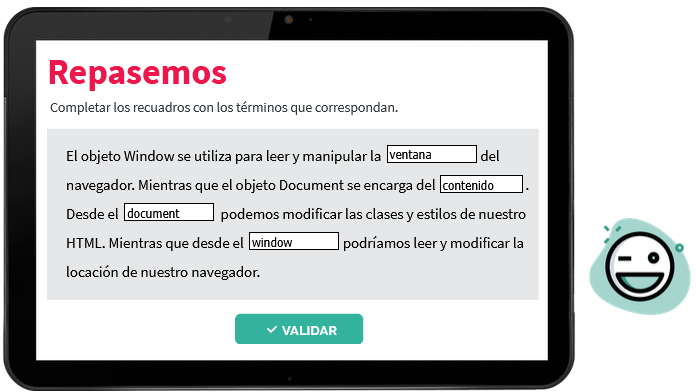 Repasemos
Completar los recuadros con los términos que correspondan.
El objeto Window se utiliza para leer y manipular la ventana del
navegador. Mientras que el objeto Document se encarga del contenido .
Desde el document podemos modificar las clases y estilos de nuestro
HTML. Mientras que desde el window podríamos leer y modificar la
locación de nuestro navegador.
✓ VALIDAR